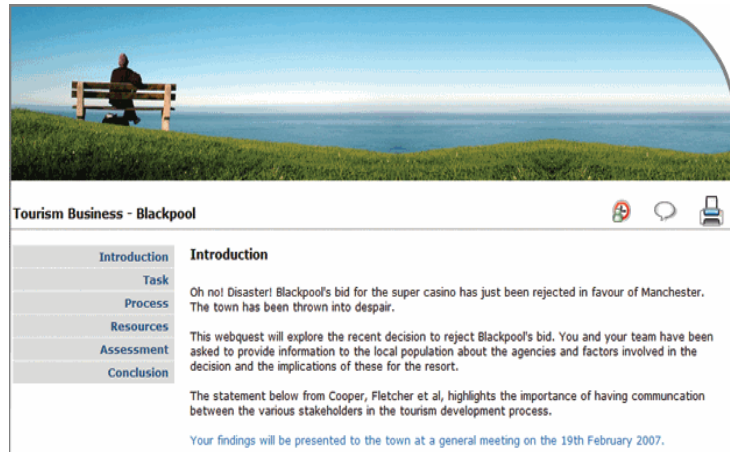 Tourism Business - Blackpool
Introduction
Task
Process
Resources
Assessment
Conclusion
Introduction
Oh no! Disaster! Blackpool's bid for the super casino has just been rejected in favour of Manchester.
The town has been thrown into despair.
This webquest will explore the recent decision to reject Blackpool's bid. You and your team have been
asked to provide information to the local population about the agencies and factors involved in the
decision and the implications of these for the resort.
The statement below from Cooper, Fletcher et al, highlights the importance of having communcation
between the various stakeholders in the tourism development process.
Your findings will be presented to the town at a general meeting on the 19th February 2007.